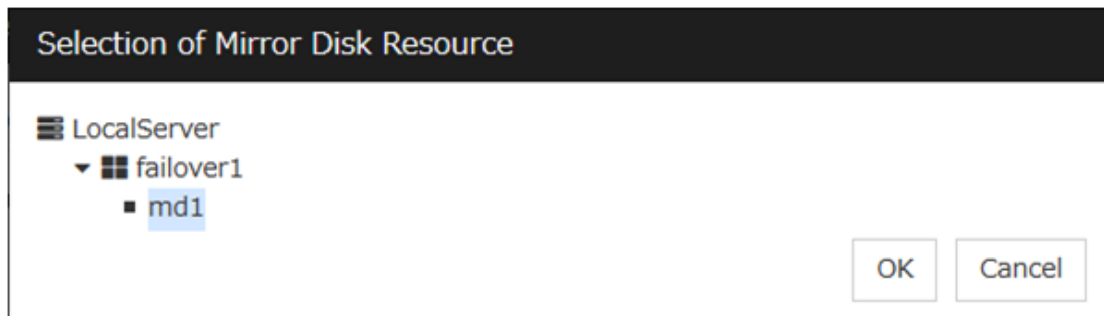 Selection of Mirror Disk Resource
LocalServer
failover1
md1
OK Cancel